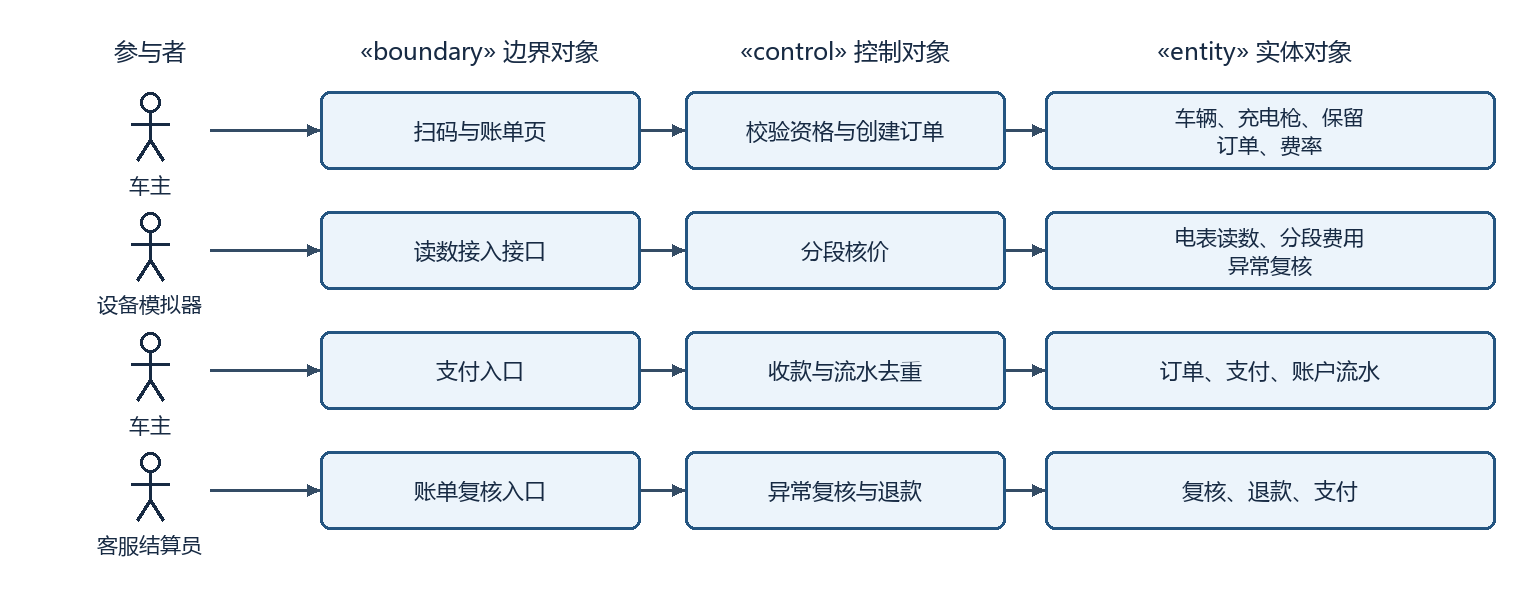 参与者
«boundary» 边界对象
«control» 控制对象
«entity» 实体对象
车主
扫码与账单页
校验资格与创建订单
车辆、充电枪、保留
订单、费率
设备模拟器
读数接入接口
分段核价
电表读数、分段费用
异常复核
车主
支付入口
收款与流水去重
订单、支付、账户流水
客服结算员
账单复核入口
异常复核与退款
复核、退款、支付